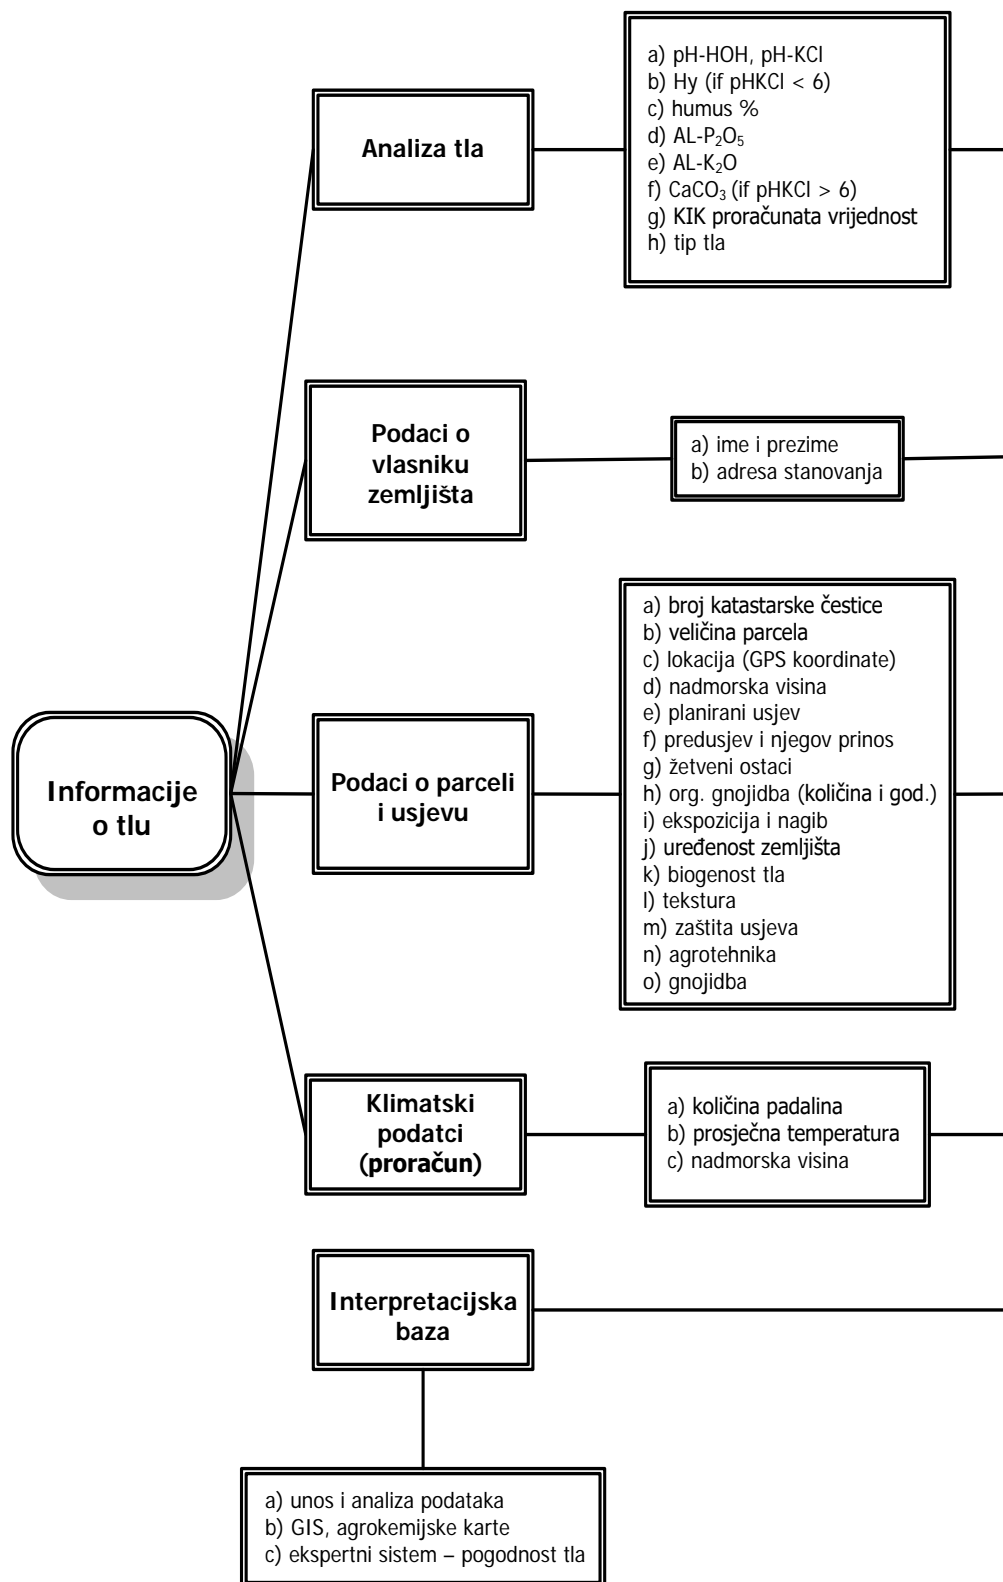 Analiza tla
a) pH-HOH, pH-KCl
b) Hy (if pHKCl < 6)
c) humus %
d) AL-P₂O₅
e) AL-K₂O
f) CaCO₃ (if pHKCl > 6)
g) KIK proračunata vrijednost
h) tip tla
Podaci o
vlasniku
zemljišta
a) ime i prezime
b) adresa stanovanja
Informacije
o tlu
Podaci o parceli
i usjevu
a) broj katastarske čestice
b) veličina parcela
c) lokacija (GPS koordinate)
d) nadmorska visina
e) planirani usjev
f) predusjev i njegov prinos
g) žetveni ostaci
h) org. gnojidba (količina i god.)
i) ekspozicija i nagib
j) uređenost zemljišta
k) biogenost tla
l) tekstura
m) zaštita usjeva
n) agrotehnika
o) gnojidba
Klimatski
podatci
(proračun)
a) količina padalina
b) prosječna temperatura
c) nadmorska visina
Interpretacijska
baza
a) unos i analiza podataka
b) GIS, agrokemijske karte
c) ekspertni sistem – pogodnost tla